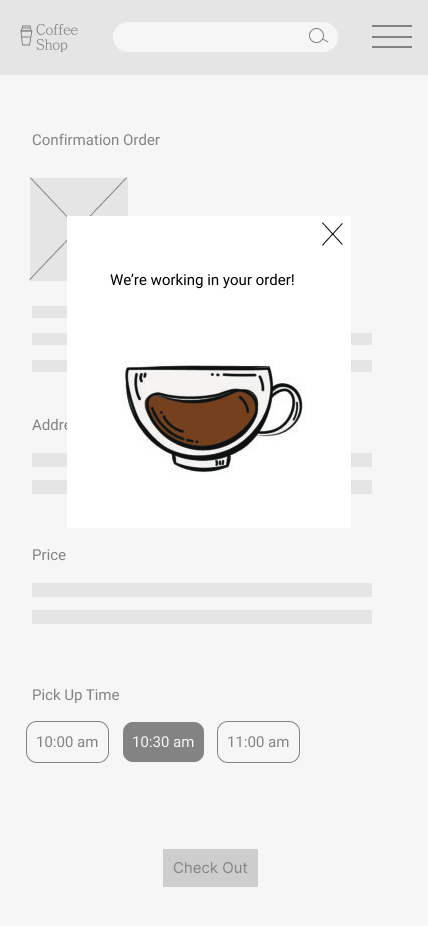 Coffee
Shop
Confirmation Order
We're working in your order!
Addre
Price
Pick Up Time
10:00 am
10:30 am
11:00 am
Check Out